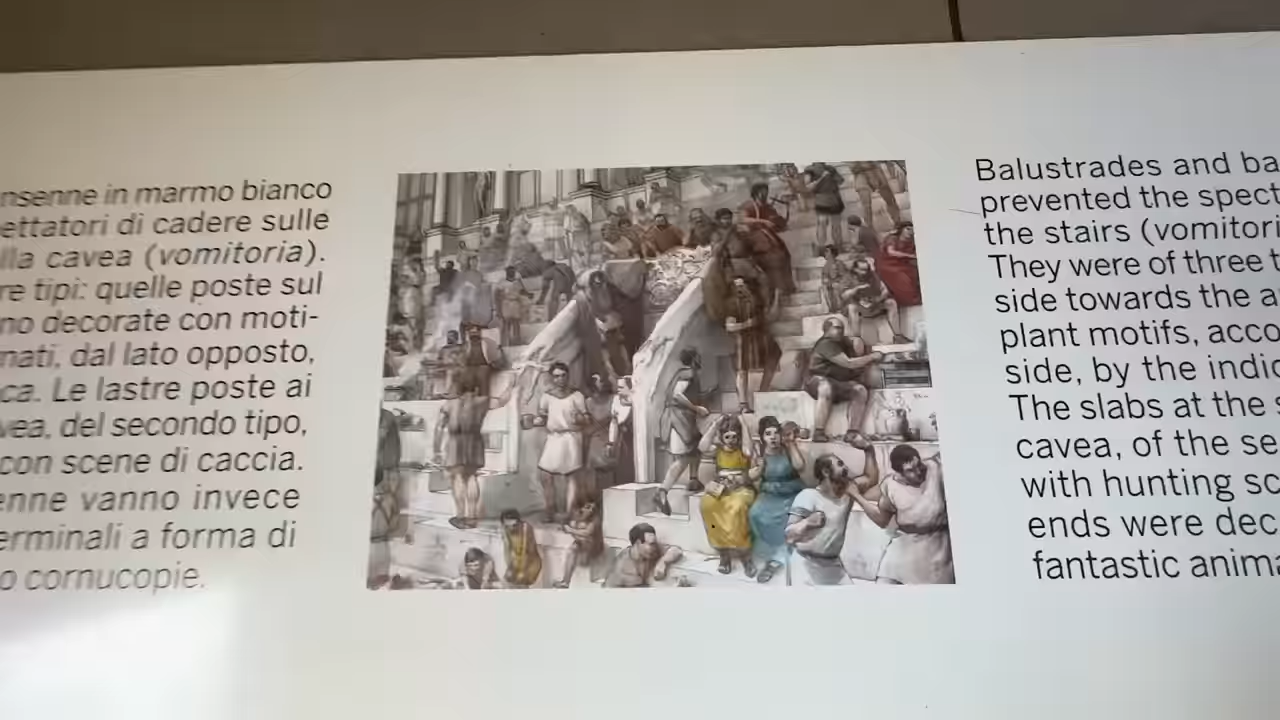 nsenne in marmo bianco
ettatori di cadere sulle
lla cavea (vomitoria).
re tipi: quelle poste sul
no decorate con moti-
nati, dal lato opposto,
ca. Le lastre poste ai
vea, del secondo tipo,
con scene di caccia.
enne vanno invece
erminali a forma di
o cornucopie.
Balustrades and ba
prevented the spect
the stairs (vomitori
They were of three t
side towards the a
plant motifs, acco
side, by the indic
The slabs at the s
cavea, of the se
with hunting sc
ends were dec
fantastic anima